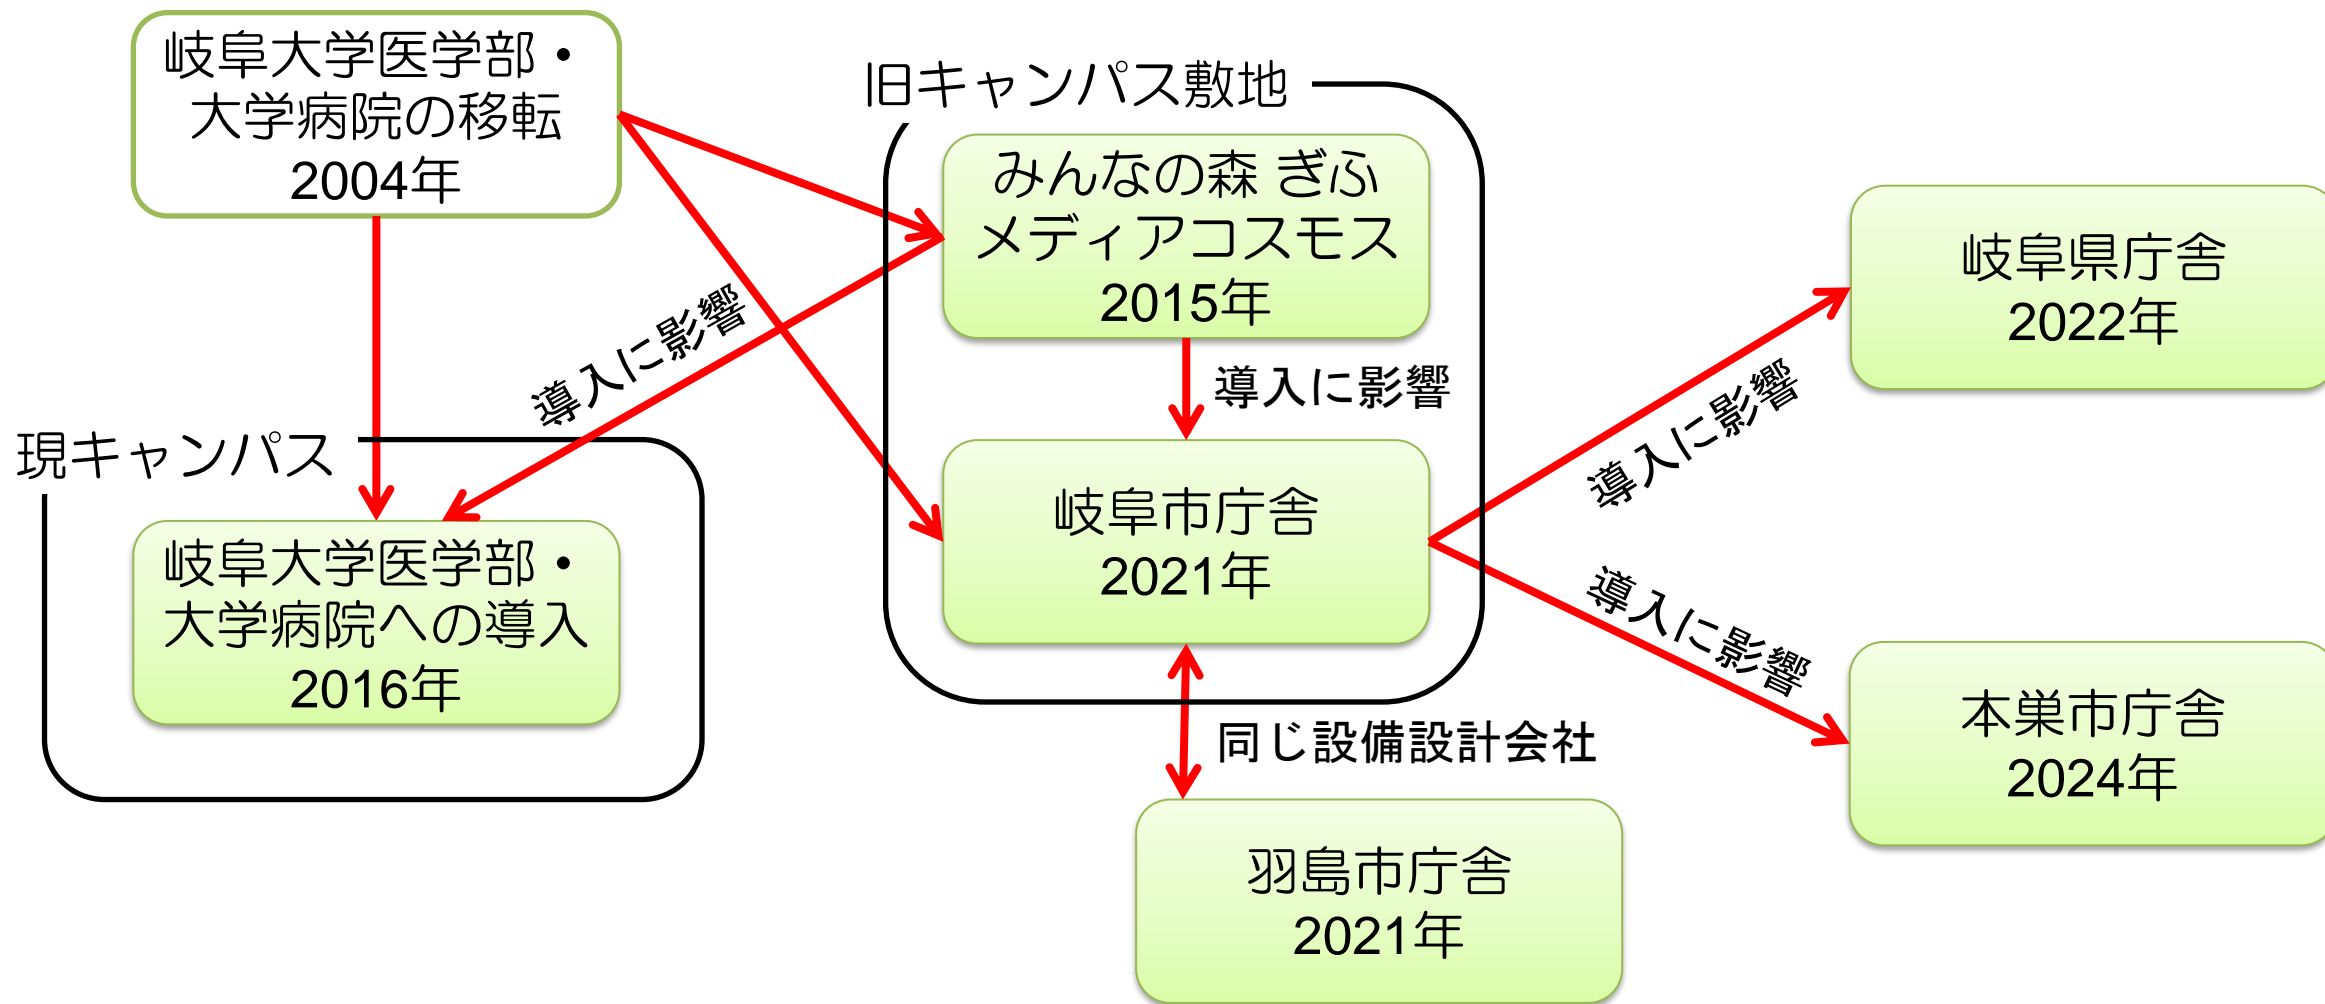 岐阜大学医学部・
大学病院の移転
2004年
旧キャンパス敷地
みんなの森 ぎふ
メディアコスモス
2015年
岐阜県庁舎
2022年
導入に影響
導入に影響
導入に影響
現キャンパス
岐阜大学医学部・
大学病院への導入
2016年
岐阜市庁舎
2021年
導入に影響
本巣市庁舎
2024年
同じ設備設計会社
羽島市庁舎
2021年